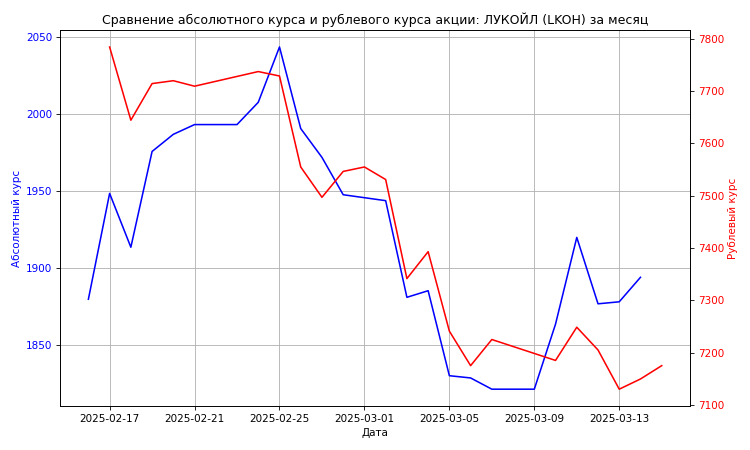 Сравнение абсолютного курса и рублевого курса акции: ЛУКОЙЛ (LKOH) за месяц
2050
2000
1950
1900
1850
Абсолютный курс
7800
7700
7600
7500
7400
7300
7200
7100
Рублевый курс
2025-02-17 2025-02-21 2025-02-25 2025-03-01 2025-03-05 2025-03-09 2025-03-13
Дата